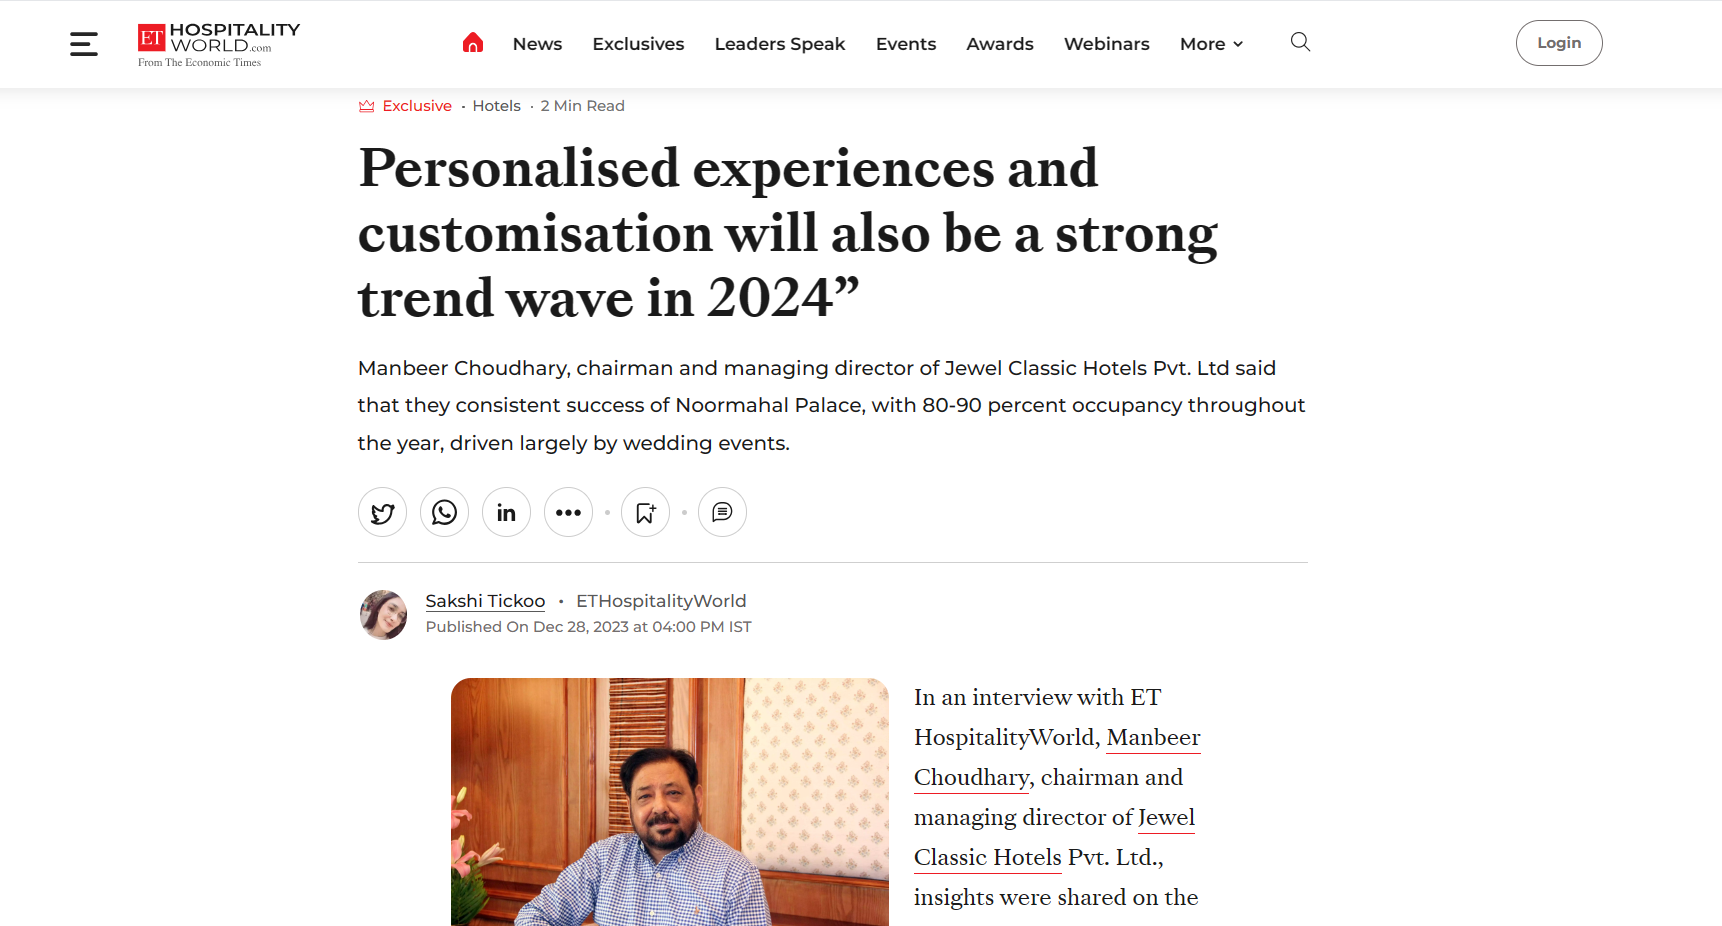 ET HOSPITALITY
WORLD.com
From The Economic Times
News Exclusives Leaders Speak Events Awards Webinars More
Login
Exclusive · Hotels · 2 Min Read
Personalised experiences and
customisation will also be a strong
trend wave in 2024”
Manbeer Choudhary, chairman and managing director of Jewel Classic Hotels Pvt. Ltd said
that they consistent success of Noormahal Palace, with 80-90 percent occupancy throughout
the year, driven largely by wedding events.
in
Sakshi Tickoo • ETHospitalityWorld
Published On Dec 28, 2023 at 04:00 PM IST
In an interview with ET
HospitalityWorld, Manbeer
Choudhary, chairman and
managing director of Jewel
Classic Hotels Pvt. Ltd.,
insights were shared on the